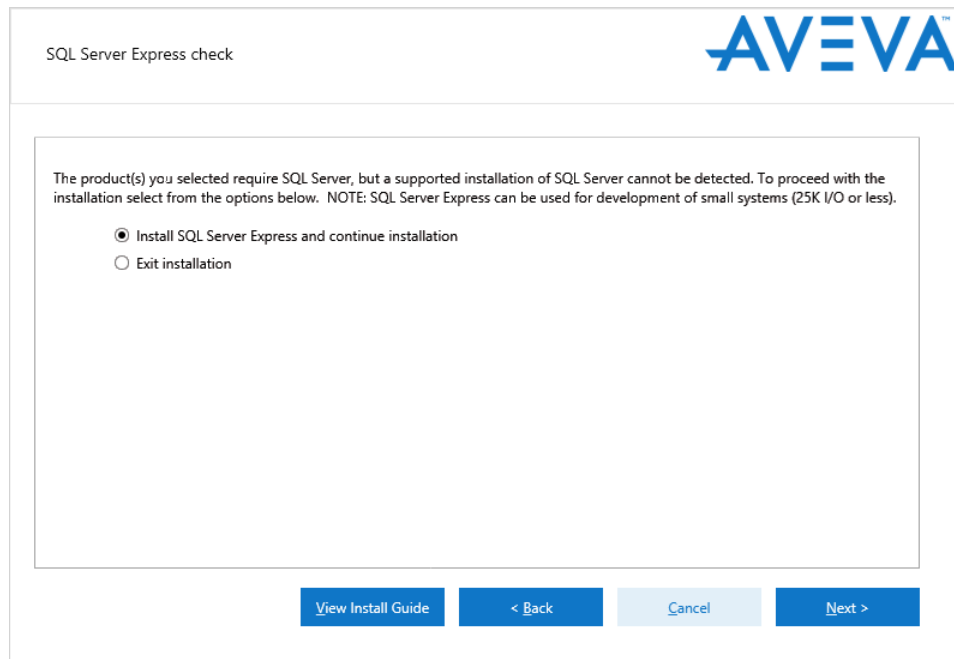 SQL Server Express check
AVEVA™
The product(s) you selected require SQL Server, but a supported installation of SQL Server cannot be detected. To proceed with the
installation select from the options below.  NOTE: SQL Server Express can be used for development of small systems (25K I/O or less).
Install SQL Server Express and continue installation
Exit installation
View Install Guide
< Back
Cancel
Next >